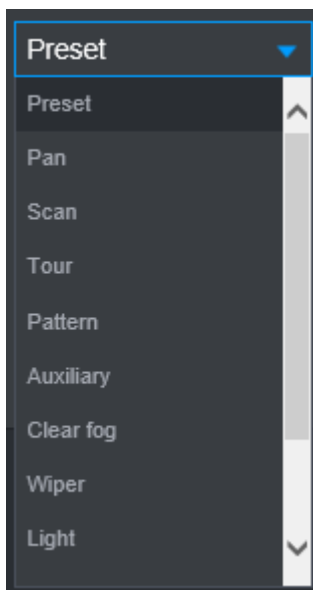 Preset
Preset
Pan
Scan
Tour
Pattern
Auxiliary
Clear fog
Wiper
Light